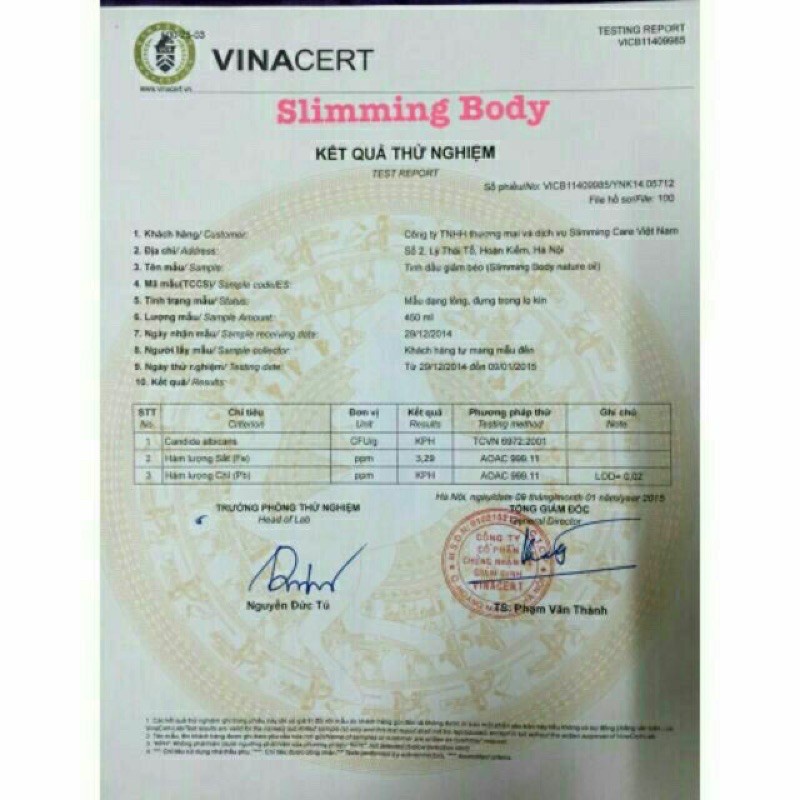 TESTING REPORT
VICB11409985
VINACERT
www.vinacert.vn
Slimming Body
KẾT QUẢ THỬ NGHIỆM
TEST REPORT
Số phiếu/No: VICB11409985/YNK14.05712
File hồ sơ/File: 100
1. Khách hàng/ Customer: Công ty TNHH thương mại và dịch vụ Slimming Care Việt Nam
2. Địa chỉ/ Address: Số 2, Lý Thái Tổ, Hoàn Kiếm, Hà Nội
3. Tên mẫu/ Sample: Tinh dầu giảm béo (Slimming Body nature oil)
4. Mã mẫu(TCCS)/ Sample code/ES:
5. Tình trạng mẫu/ Status: Mẫu dạng lỏng, đựng trong lọ kín
6. Lượng mẫu/ Sample Amount: 450 ml
7. Ngày nhận mẫu/ Sample receiving date: 29/12/2014
8. Người lấy mẫu/ Sample collector: Khách hàng tự mang mẫu đến
9. Ngày thử nghiệm/ Testing date: Từ 29/12/2014 đến 09/01/2015
10. Kết quả/ Results:
STT Chỉ tiêu Đơn vị Kết quả Phương pháp thử Ghi chú
No. Criterion Unit Results Testing method Note
1 Candida albicans CFU/g KPH TCVN 6972:2001
2 Hàm lượng Sắt (Fe) ppm 3,29 AOAC 999.11
3 Hàm lượng Chì (Pb) ppm KPH AOAC 999.11 LOD= 0,02
Hà Nội, ngày/date 09 tháng/month 01 năm/year 2015
TRƯỞNG PHÒNG THỬ NGHIỆM
Head of Lab
TỔNG GIÁM ĐỐC
General Director
CÔNG TY
CỔ PHẦN
CHỨNG NHẬN
VINACERT
Nguyễn Đức Tú
TS. Phạm Văn Thành